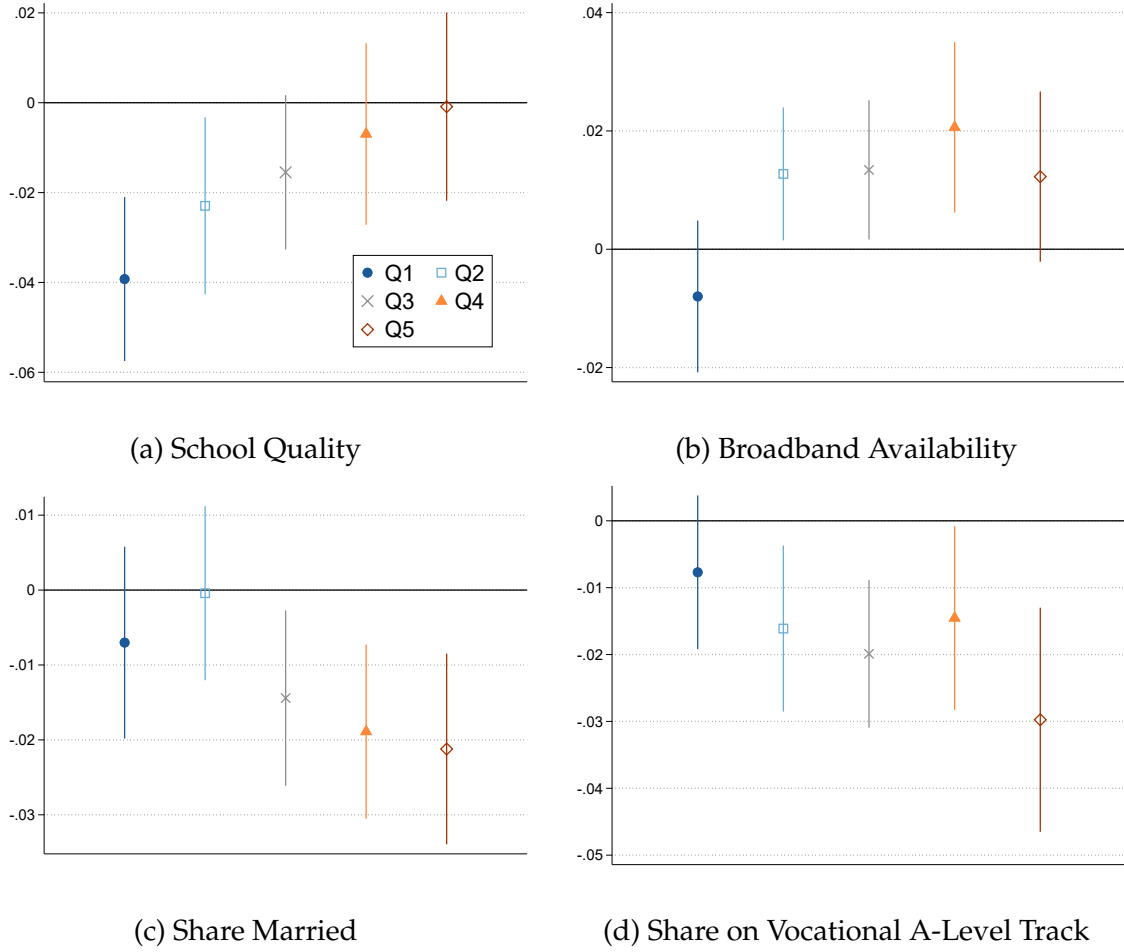 .02
0
-.02
-.04
-.06
Q1 Q2
Q3 Q4
Q5
(a) School Quality
.04
.02
0
-.02
(b) Broadband Availability
.01
0
-.01
-.02
-.03
(c) Share Married
0
-.01
-.02
-.03
-.04
-.05
(d) Share on Vocational A-Level Track